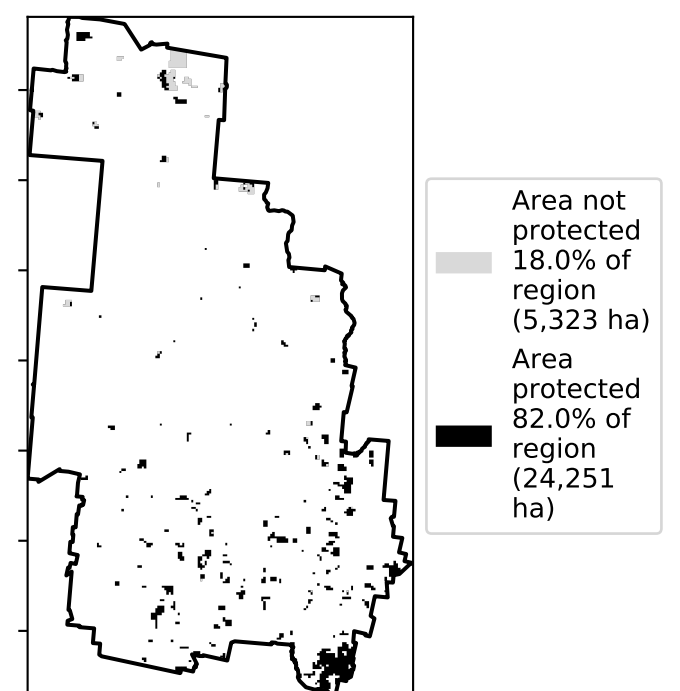 Area not
protected
18.0% of
region
(5,323 ha)
Area
protected
82.0% of
region
(24,251
ha)